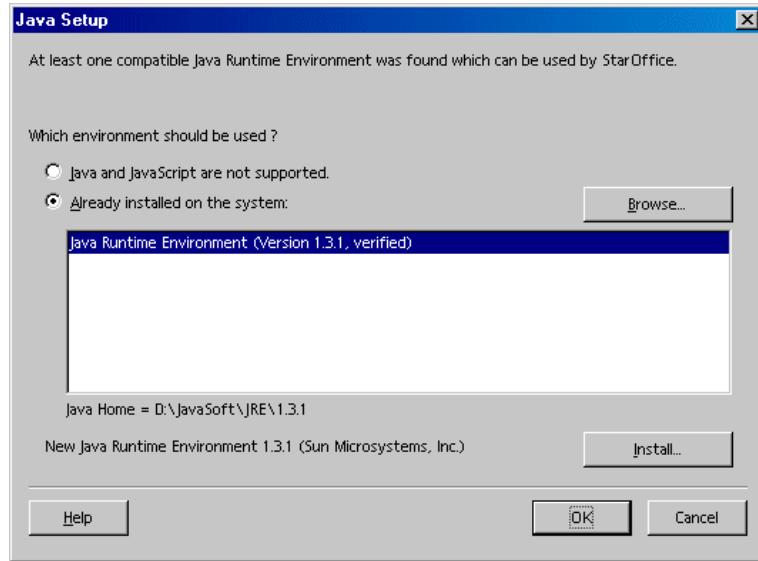 Java Setup
At least one compatible Java Runtime Environment was found which can be used by StarOffice.
Which environment should be used ?
Java and JavaScript are not supported.
Already installed on the system:
Browse...
Java Runtime Environment (Version 1.3.1, verified)
Java Home = D:\JavaSoft\JRE\1.3.1
New Java Runtime Environment 1.3.1 (Sun Microsystems, Inc.)
Install...
Help
OK
Cancel